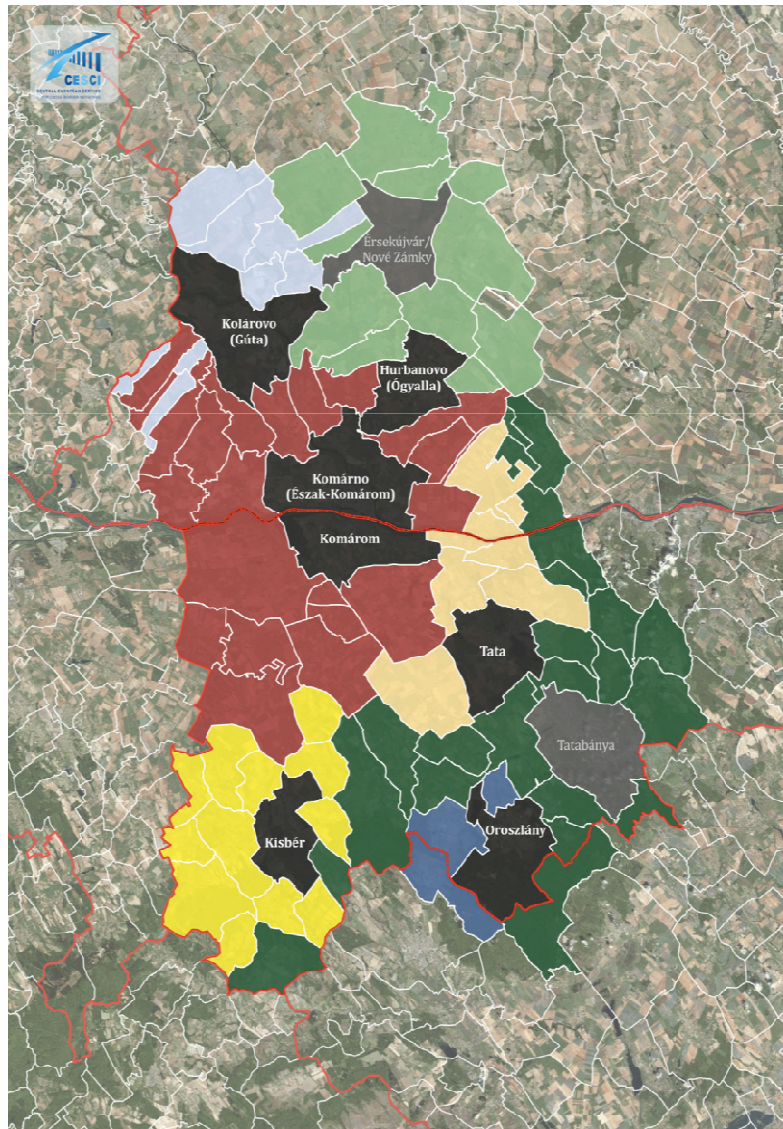 CESCI
Érsekújvár/
Nové Zámky
Kolárovo
(Gúta)
Hurbanovo
(Ógyalla)
Komárno
(Észak-Komárom)
Komárom
Tata
Tatabánya
Oroszlány
Kisbér